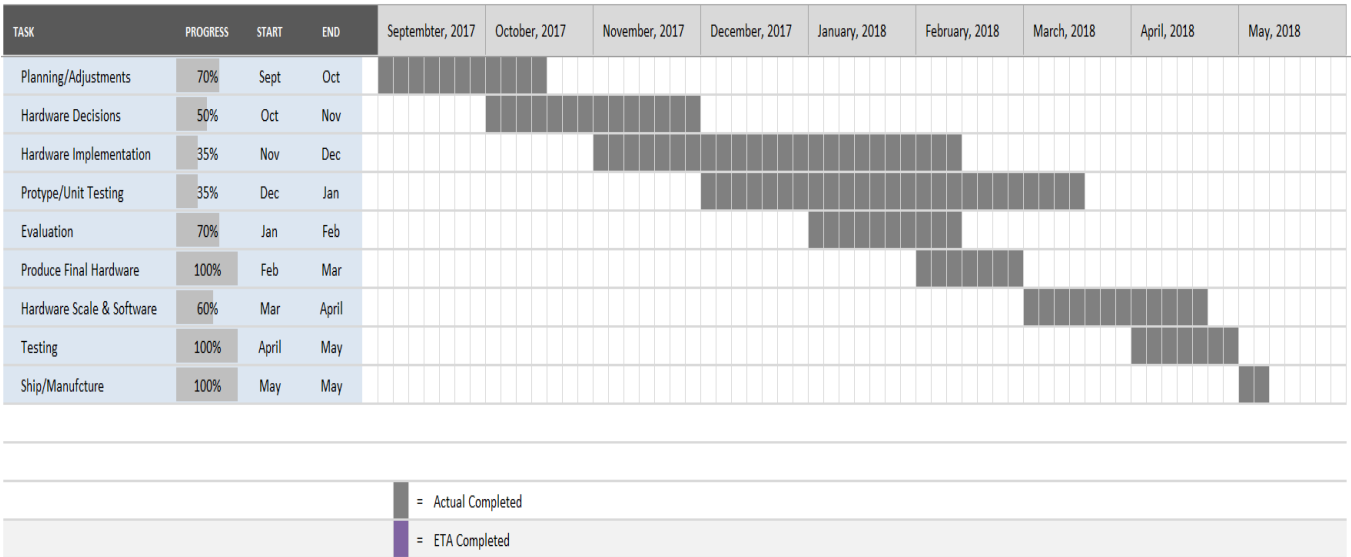 TASK PROGRESS START END Septembter, 2017 October, 2017 November, 2017 December, 2017 January, 2018 February, 2018 March, 2018 April, 2018 May, 2018
Planning/Adjustments 70% Sept Oct
Hardware Decisions 50% Oct Nov
Hardware Implementation 35% Nov Dec
Protype/Unit Testing 35% Dec Jan
Evaluation 70% Jan Feb
Produce Final Hardware 100% Feb Mar
Hardware Scale & Software 60% Mar April
Testing 100% April May
Ship/Manufcture 100% May May
= Actual Completed
= ETA Completed